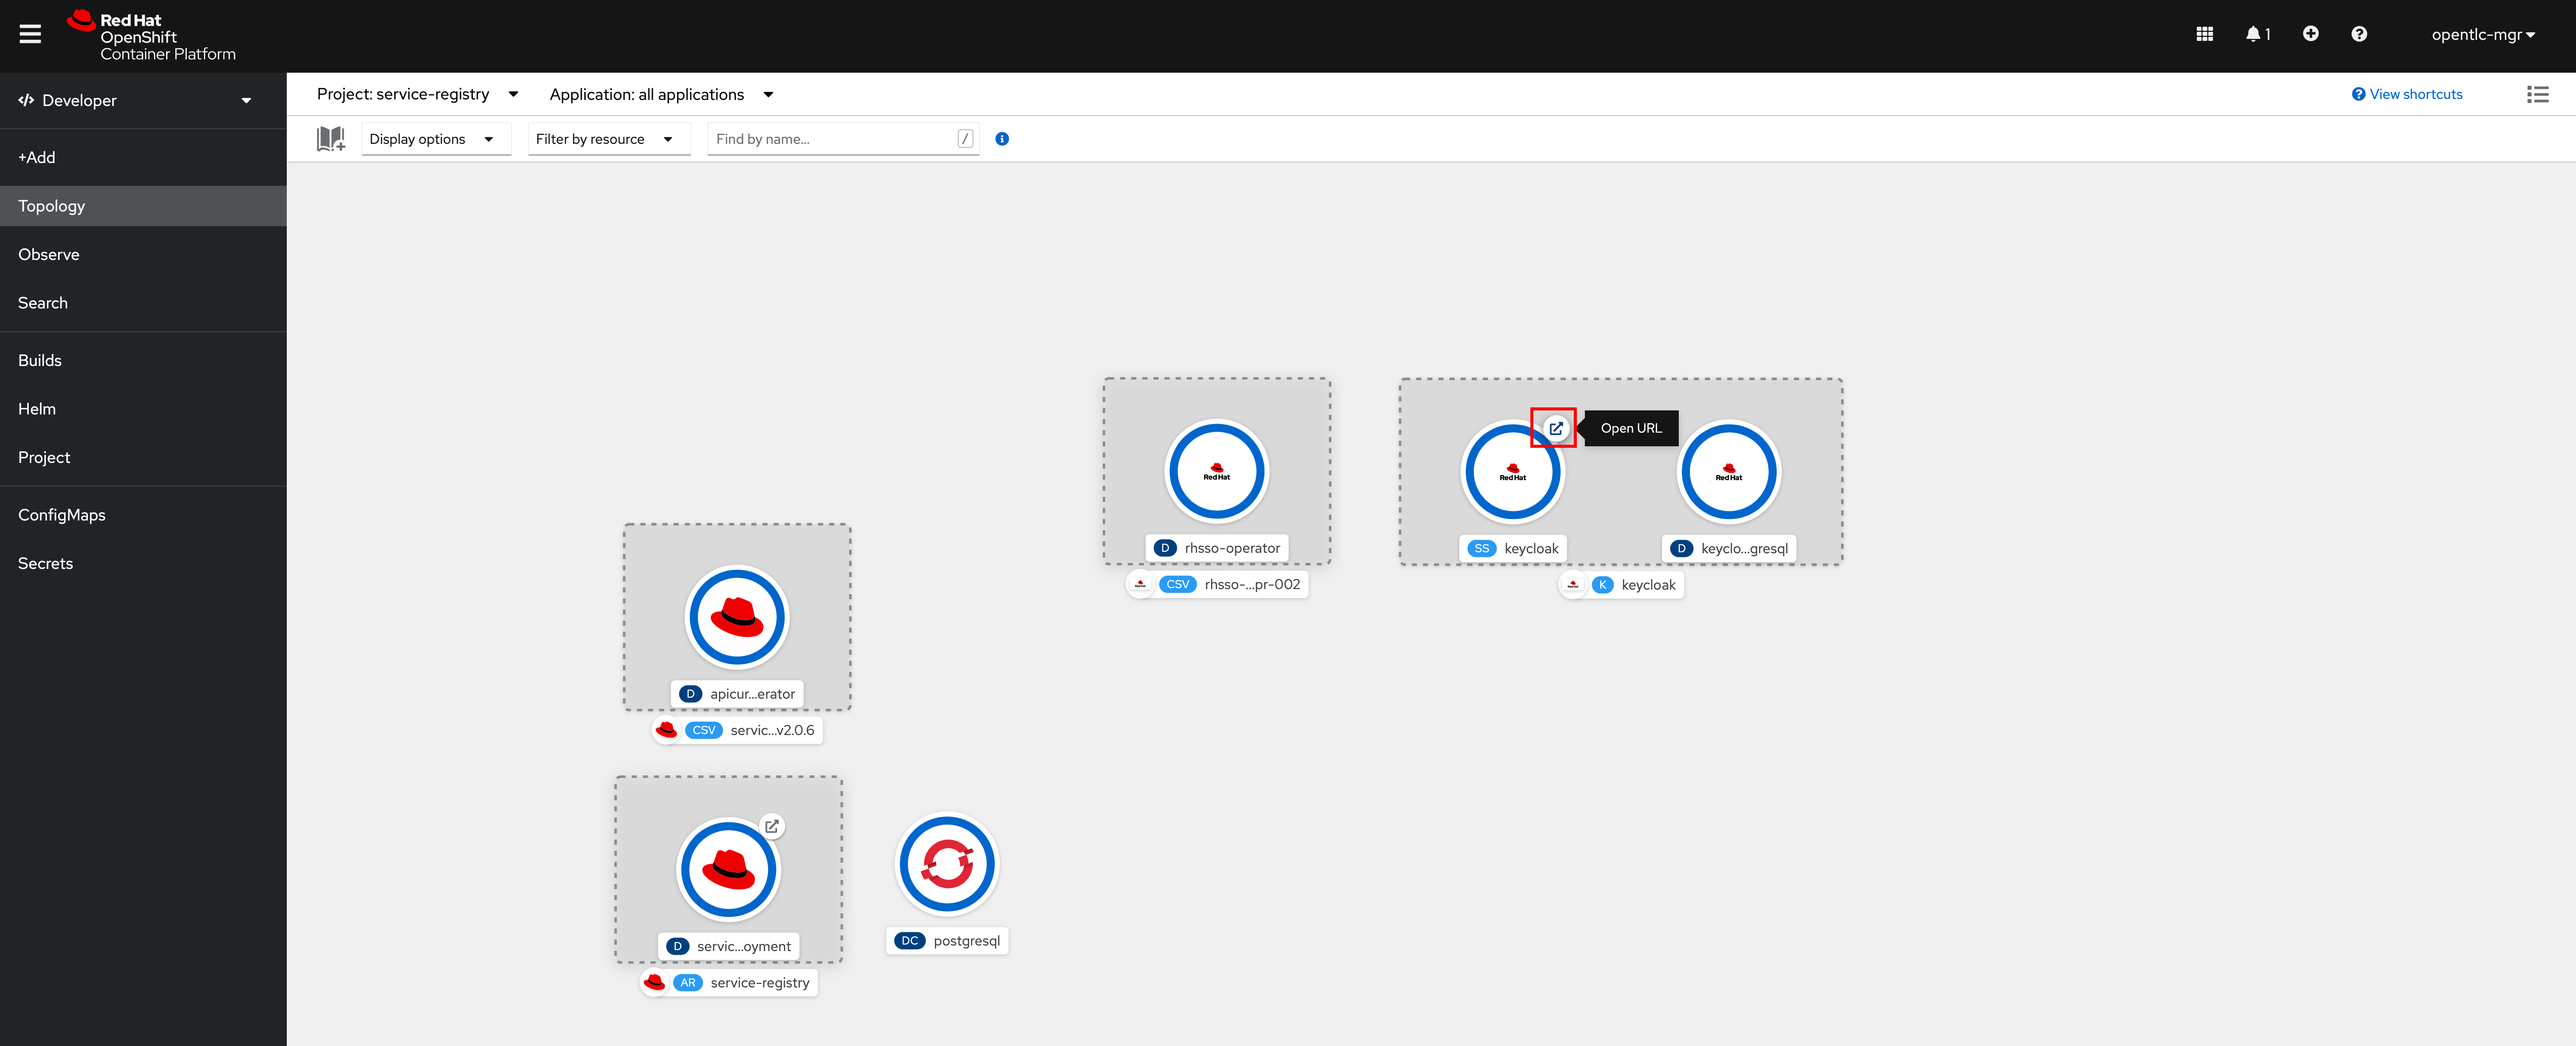 Red Hat
OpenShift
Container Platform
1
opentlc-mgr
Developer
+Add
Topology
Observe
Search
Builds
Helm
Project
ConfigMaps
Secrets
Project: service-registry
Application: all applications
View shortcuts
Display options
Filter by resource
Find by name...
/
Open URL
Red Hat
Red Hat
Red Hat
D rhsso-operator
SS keycloak
D keyclo...gresql
CSV rhsso-...pr-002
K keycloak
D apicur...erator
CSV servic...v2.0.6
D servic...oyment
DC postgresql
AR service-registry